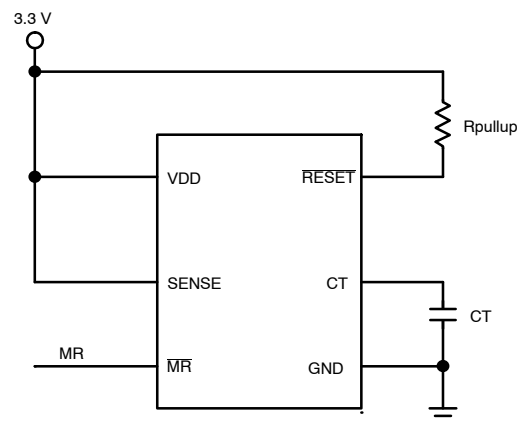 3.3 V
Rpullup
VDD
RESET
SENSE
CT
CT
MR
MR
GND